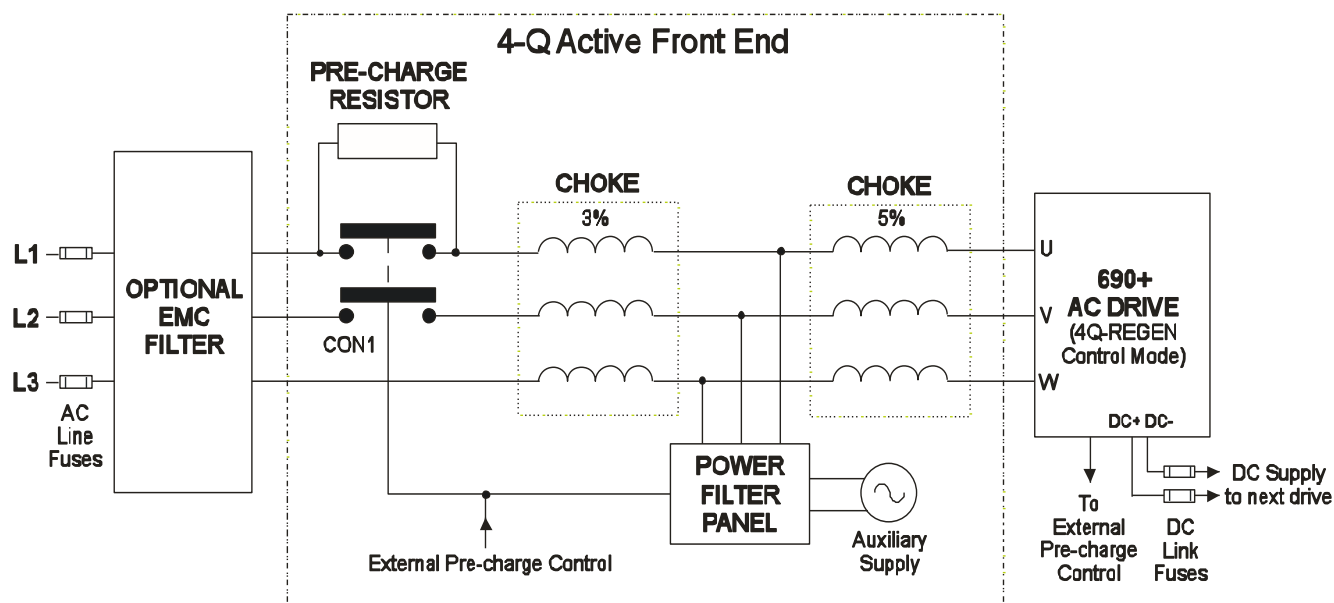 4-Q Active Front End
PRE-CHARGE
RESISTOR
CHOKE
3%
CHOKE
5%
L1
L2
L3
AC
Line
Fuses
OPTIONAL
EMC
FILTER
CON1
U
V
W
690+
AC DRIVE
(4Q-REGEN
Control Mode)
DC+ DC-
POWER
FILTER
PANEL
Auxiliary
Supply
External Pre-charge Control
To
External
Pre-charge
Control
DC
Link
Fuses
DC Supply
to next drive